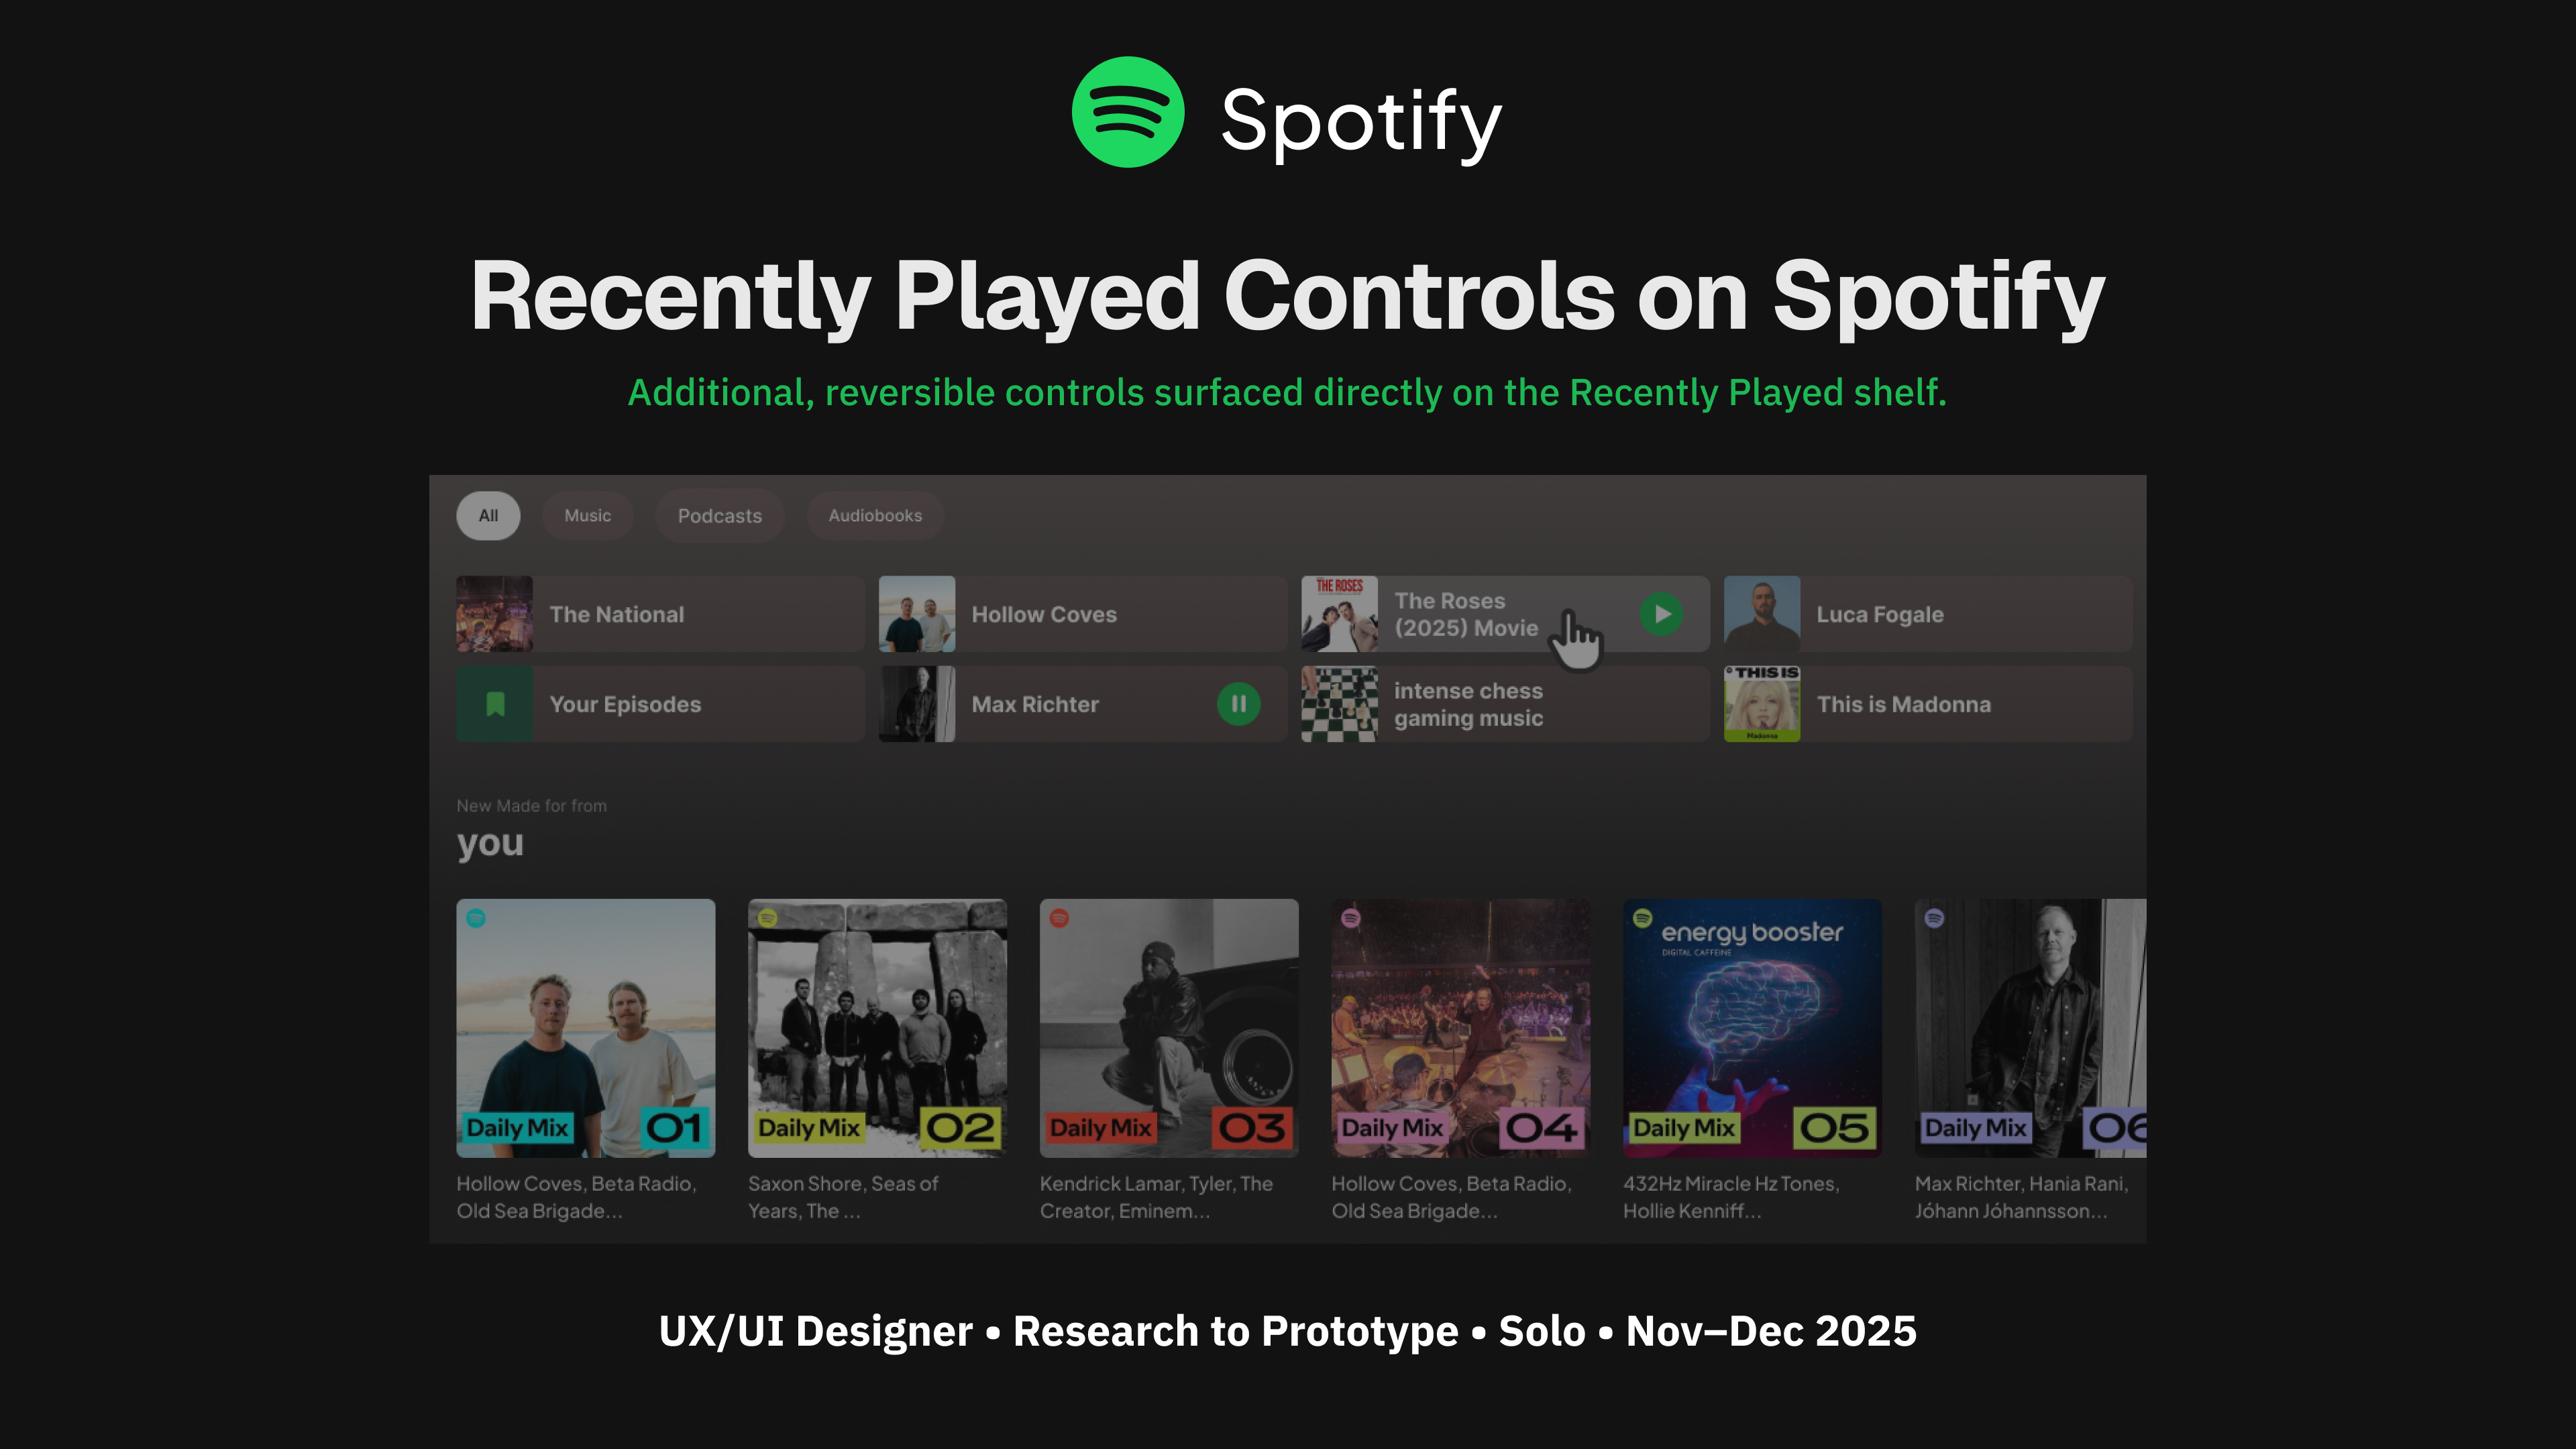 Spotify
Recently Played Controls on Spotify
Additional, reversible controls surfaced directly on the Recently Played shelf.
All
Music
Podcasts
Audiobooks
The National
Hollow Coves
THE ROSES
The Roses
(2025) Movie
Luca Fogale
Your Episodes
Max Richter
intense chess
gaming music
THIS IS
Madonna
This is Madonna
New Made for from
you
Daily Mix
01
Daily Mix
02
Daily Mix
03
Daily Mix
04
energy booster
DIGITAL CAFFEINE
Daily Mix
05
Daily Mix
06
Hollow Coves, Beta Radio,
Old Sea Brigade...
Saxon Shore, Seas of
Years, The ...
Kendrick Lamar, Tyler, The
Creator, Eminem...
Hollow Coves, Beta Radio,
Old Sea Brigade...
432Hz Miracle Hz Tones,
Hollie Kenniff...
Max Richter, Hania Rani,
Jóhann Jóhannsson...
UX/UI Designer • Research to Prototype • Solo • Nov–Dec 2025